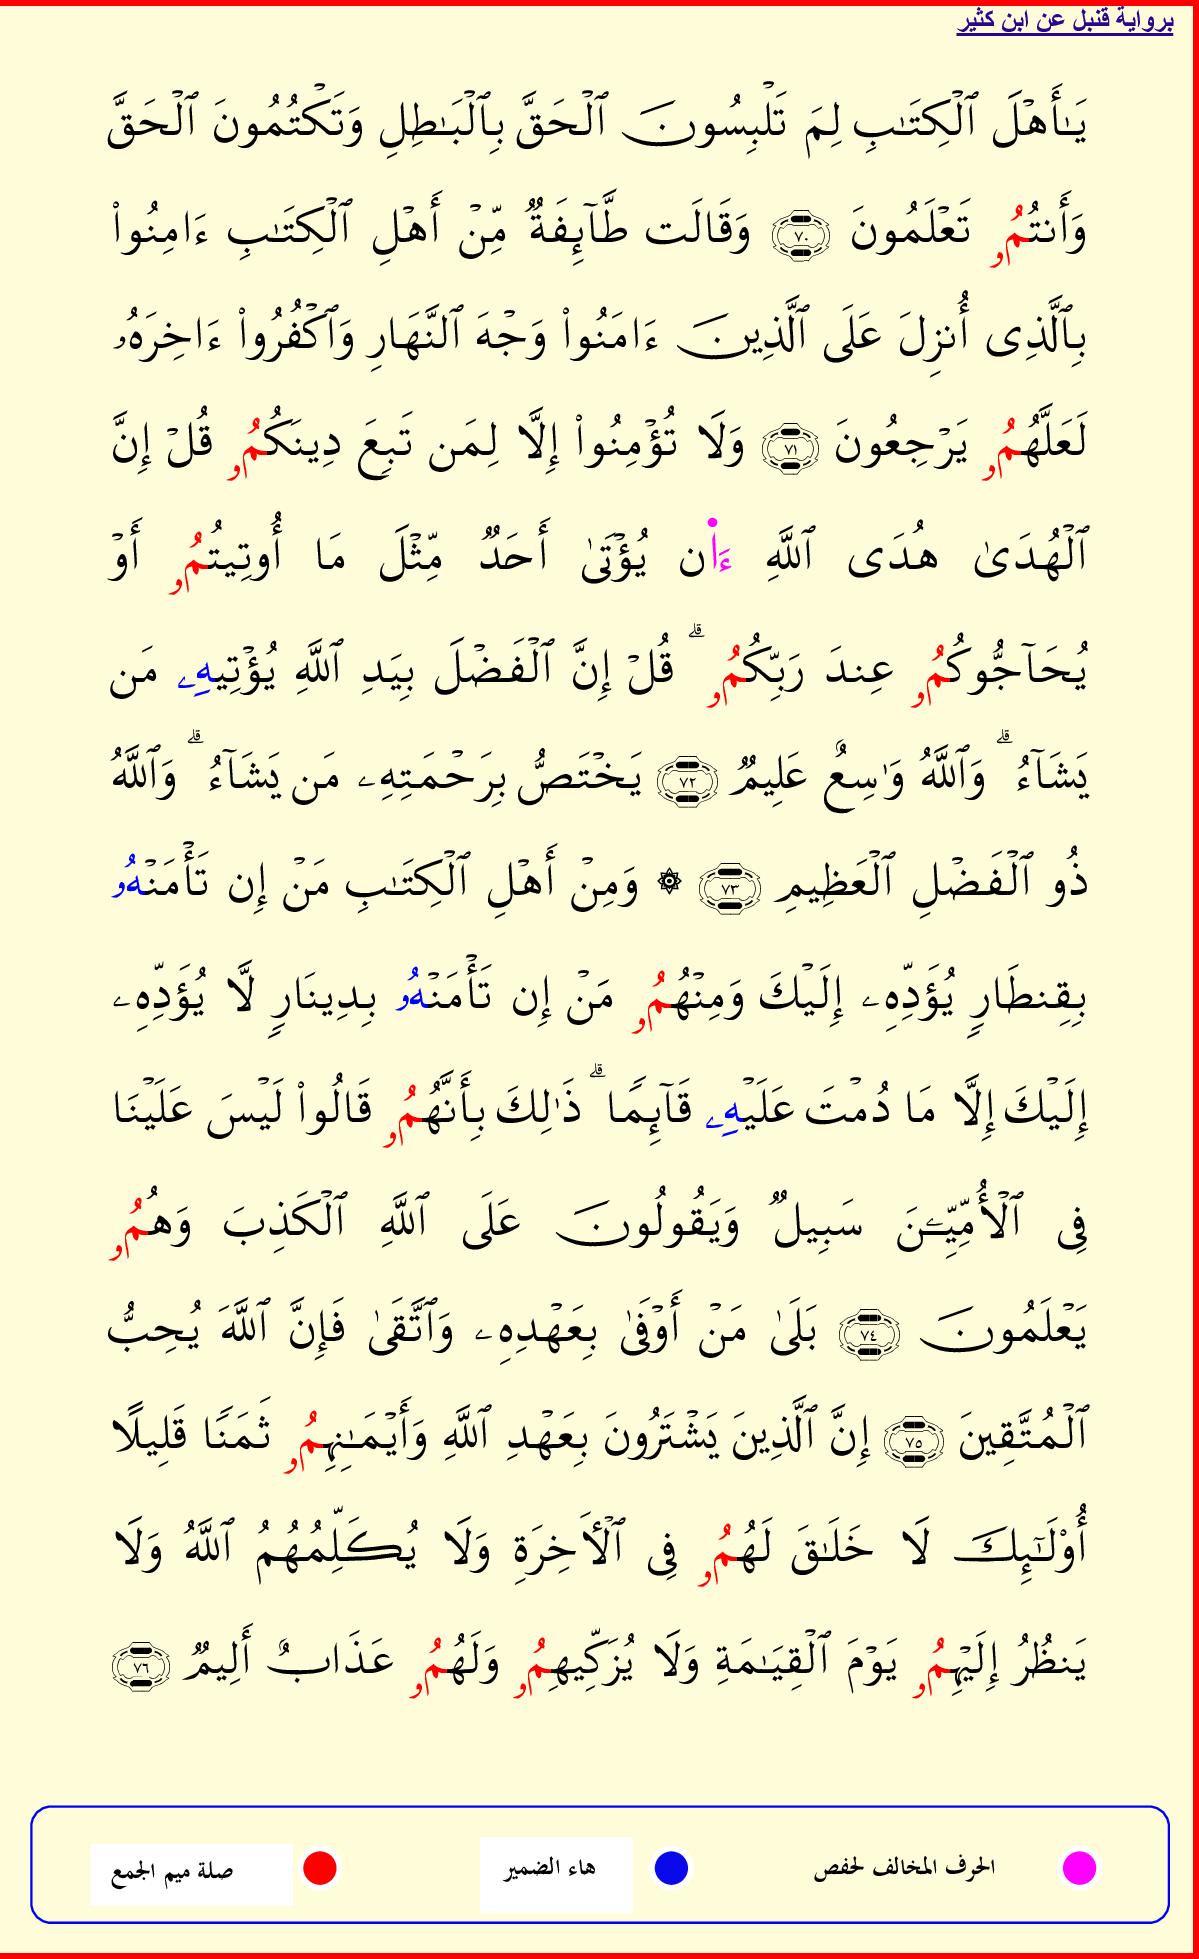 برواية قنبل عن ابن كثير
يَـٰٓأَهۡلَ ٱلۡكِتَـٰبِ لِمَ تَلۡبِسُونَ ٱلۡحَقَّ بِٱلۡبَـٰطِلِ وَتَكۡتُمُونَ ٱلۡحَقَّ
وَأَنتُمُۥ تَعۡلَمُونَ ٧٠ وَقَالَت طَّآئِفَةٌ مِّنۡ أَهۡلِ ٱلۡكِتَـٰبِ ءَامِنُواْ
بِٱلَّذِى أُنزِلَ عَلَى ٱلَّذِينَ ءَامَنُواْ وَجۡهَ ٱلنَّهَارِ وَٱكۡفُرُواْ ءَاخِرَهُۥ
لَعَلَّهُمُۥ يَرۡجِعُونَ ٧١ وَلَا تُؤۡمِنُواْ إِلَّا لِمَن تَبِعَ دِينَكُمُۥ قُلۡ إِنَّ
ٱلۡهُدَىٰ هُدَى ٱللَّهِ ءَا۬ن يُؤۡتَىٰ أَحَدٌ مِّثۡلَ مَا أُوتِيتُمُۥ أَوۡ
يُحَآجُّوكُمُۥ عِندَ رَبِّكُمُۥ ۗ قُلۡ إِنَّ ٱلۡفَضۡلَ بِيَدِ ٱللَّهِ يُؤۡتِيهِۦ مَن
يَشَآءُ ۗ وَٱللَّهُ وَٰسِعٌ عَلِيمٌ ٧٢ يَخۡتَصُّ بِرَحۡمَتِهِۦ مَن يَشَآءُ ۗ وَٱللَّهُ
ذُو ٱلۡفَضۡلِ ٱلۡعَظِيمِ ٧٣ ۞ وَمِنۡ أَهۡلِ ٱلۡكِتَـٰبِ مَنۡ إِن تَأۡمَنۡهُۥ
بِقِنطَارٍ يُؤَدِّهِۦ إِلَيۡكَ وَمِنۡهُمُۥ مَنۡ إِن تَأۡمَنۡهُۥ بِدِينَارٍ لَّا يُؤَدِّهِۦ
إِلَيۡكَ إِلَّا مَا دُمۡتَ عَلَيۡهِۦ قَآئِمًا ۗ ذَٰلِكَ بِأَنَّهُمُۥ قَالُواْ لَيۡسَ عَلَيۡنَا
فِى ٱلۡأُمِّيِّـۧنَ سَبِيلٌ وَيَقُولُونَ عَلَى ٱللَّهِ ٱلۡكَذِبَ وَهُمُۥ
يَعۡلَمُونَ ٧٤ بَلَىٰ مَنۡ أَوۡفَىٰ بِعَهۡدِهِۦ وَٱتَّقَىٰ فَإِنَّ ٱللَّهَ يُحِبُّ
ٱلۡمُتَّقِينَ ٧٥ إِنَّ ٱلَّذِينَ يَشۡتَرُونَ بِعَهۡدِ ٱللَّهِ وَأَيۡمَـٰنِهِمُۥ ثَمَنًا قَلِيلًا
أُوْلَـٰٓئِكَ لَا خَلَـٰقَ لَهُمُۥ فِى ٱلۡأَخِرَةِ وَلَا يُكَلِّمُهُمُ ٱللَّهُ وَلَا
يَنظُرُ إِلَيۡهِمُۥ يَوۡمَ ٱلۡقِيَـٰمَةِ وَلَا يُزَكِّيهِمُۥ وَلَهُمُۥ عَذَابٌ أَلِيمٌ ٧٦
الحرف المخالف لحفص هاء الضمير صلة ميم الجمع